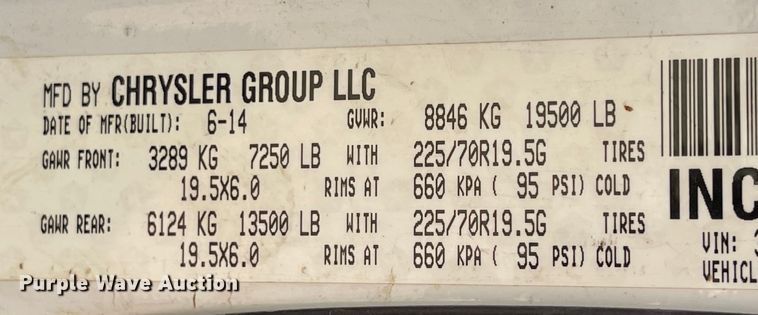 MFD BY CHRYSLER GROUP LLC
DATE OF MFR(BUILT): 6-14 GVWR: 8846 KG 19500 LB
GAWR FRONT: 3289 KG 7250 LB WITH 225/70R19.5G TIRES
19.5X6.0 RIMS AT 660 KPA ( 95 PSI) COLD
GAWR REAR: 6124 KG 13500 LB WITH 225/70R19.5G TIRES
19.5X6.0 RIMS AT 660 KPA ( 95 PSI) COLD
INC
VIN:
VEHICL
Purple Wave Auction